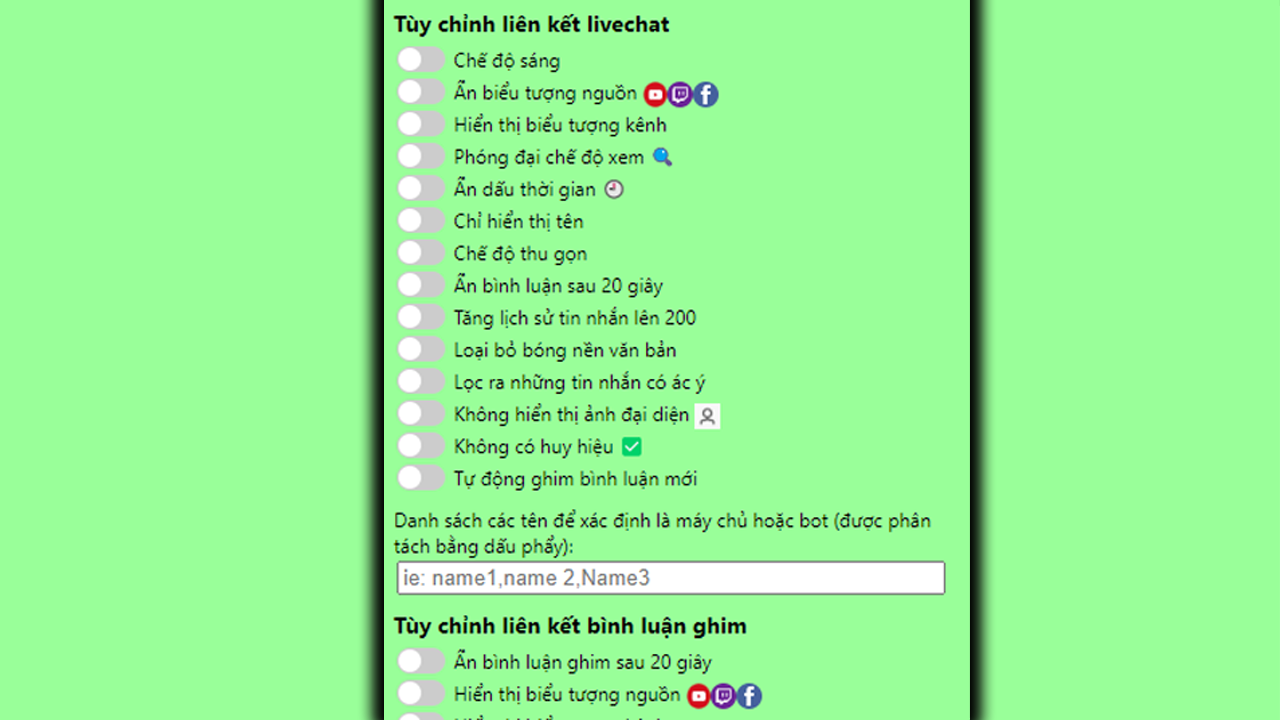 Tùy chỉnh liên kết livechat
Chế độ sáng
Ẩn biểu tượng nguồn
Hiển thị biểu tượng kênh
Phóng đại chế độ xem
Ẩn dấu thời gian
Chỉ hiển thị tên
Chế độ thu gọn
Ẩn bình luận sau 20 giây
Tăng lịch sử tin nhắn lên 200
Loại bỏ bóng nền văn bản
Lọc ra những tin nhắn có ác ý
Không hiển thị ảnh đại diện
Không có huy hiệu
Tự động ghim bình luận mới
Danh sách các tên để xác định là máy chủ hoặc bot (được phân
tách bằng dấu phẩy):
ie: name1,name 2,Name3
Tùy chỉnh liên kết bình luận ghim
Ẩn bình luận ghim sau 20 giây
Hiển thị biểu tượng nguồn